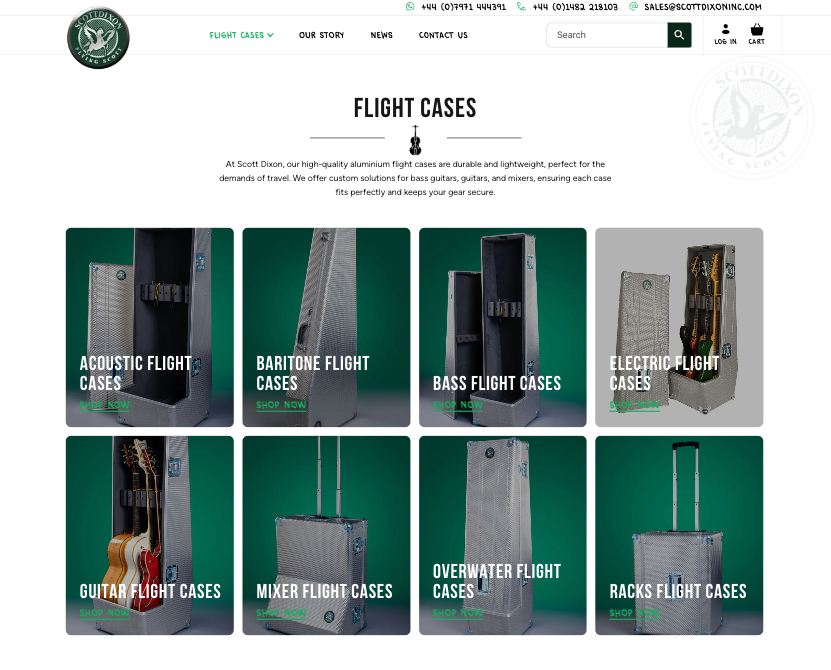 +44 (0)7971 444391 +44 (0)1482 218103 SALES@SCOTTDIXONINC.COM
SCOTTDIXON
FLYING SCOTT
FLIGHT CASES OUR STORY NEWS CONTACT US Search LOG IN CART
SCOTTDIXON
FLYING SCOTT
FLIGHT CASES
At Scott Dixon, our high-quality aluminium flight cases are durable and lightweight, perfect for the
demands of travel. We offer custom solutions for bass guitars, guitars, and mixers, ensuring each case
fits perfectly and keeps your gear secure.
ACOUSTIC FLIGHT
CASES
SHOP NOW
BARITONE FLIGHT
CASES
SHOP NOW
BASS FLIGHT CASES
SHOP NOW
ELECTRIC FLIGHT
CASES
SHOP NOW
GUITAR FLIGHT CASES
SHOP NOW
MIXER FLIGHT CASES
SHOP NOW
OVERWATER FLIGHT
CASES
SHOP NOW
RACKS FLIGHT CASES
SHOP NOW